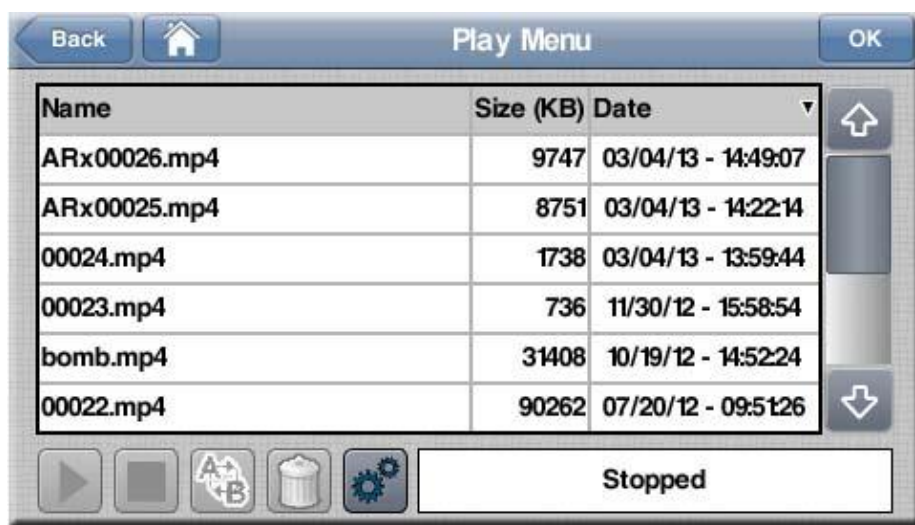 Back Play Menu OK
Name Size (KB) Date
ARx00026.mp4 9747 03/04/13 - 14:49:07
ARx00025.mp4 8751 03/04/13 - 14:22:14
00024.mp4 1738 03/04/13 - 13:59:44
00023.mp4 736 11/30/12 - 15:58:54
bomb.mp4 31408 10/19/12 - 14:52:24
00022.mp4 90262 07/20/12 - 09:51:26
A B Stopped